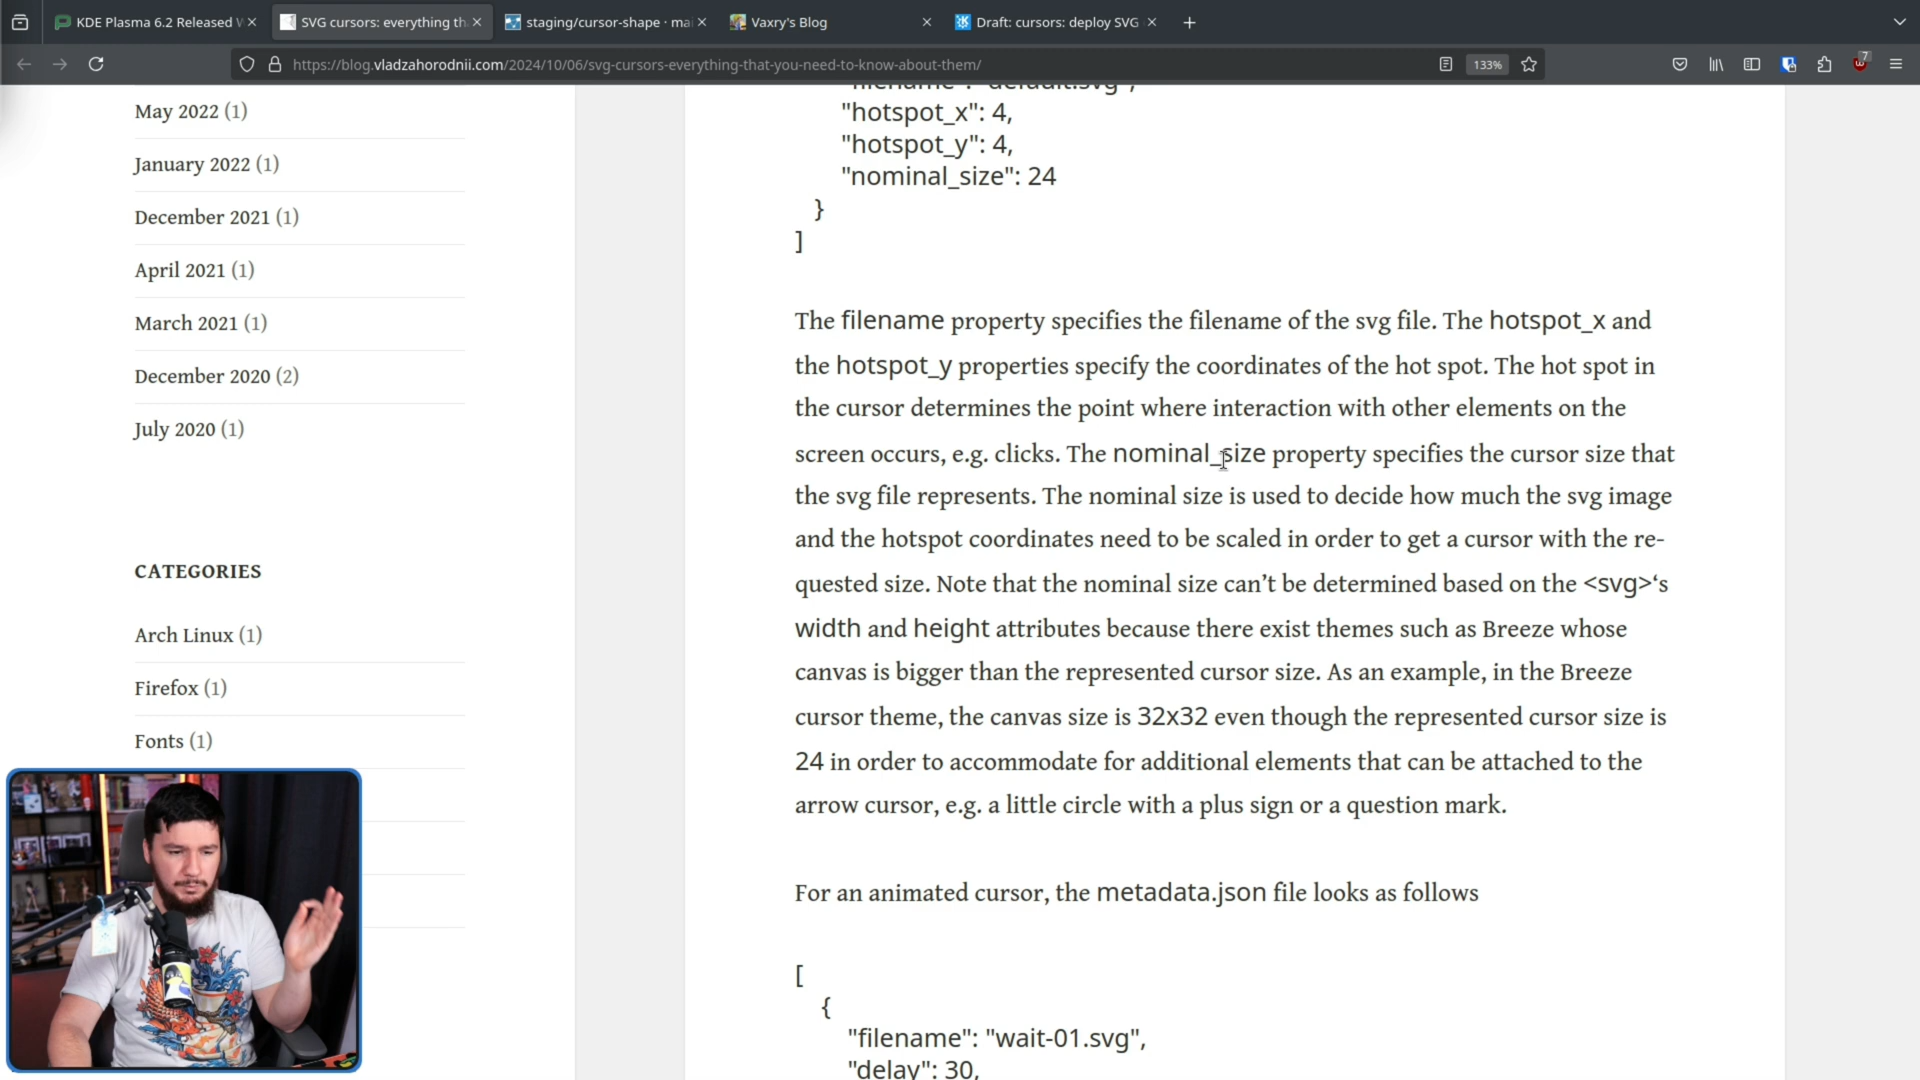 KDE Plasma 6.2 Released
SVG cursors: everything th
staging/cursor-shape · mai
Vaxry's Blog
Draft: cursors: deploy SVG
https://blog.vladzahorodnii.com/2024/10/06/svg-cursors-everything-that-you-need-to-know-about-them/
133%
7
May 2022 (1)
January 2022 (1)
December 2021 (1)
April 2021 (1)
March 2021 (1)
December 2020 (2)
July 2020 (1)
CATEGORIES
Arch Linux (1)
Firefox (1)
Fonts (1)
"filename": "default.svg",
"hotspot_x": 4,
"hotspot_y": 4,
"nominal_size": 24
}
]
The filename property specifies the filename of the svg file. The hotspot_x and
the hotspot_y properties specify the coordinates of the hot spot. The hot spot in
the cursor determines the point where interaction with other elements on the
screen occurs, e.g. clicks. The nominal_size property specifies the cursor size that
the svg file represents. The nominal size is used to decide how much the svg image
and the hotspot coordinates need to be scaled in order to get a cursor with the re-
quested size. Note that the nominal size can’t be determined based on the <svg>‘s
width and height attributes because there exist themes such as Breeze whose
canvas is bigger than the represented cursor size. As an example, in the Breeze
cursor theme, the canvas size is 32x32 even though the represented cursor size is
24 in order to accommodate for additional elements that can be attached to the
arrow cursor, e.g. a little circle with a plus sign or a question mark.
For an animated cursor, the metadata.json file looks as follows
[
{
"filename": "wait-01.svg",
"delay": 30,